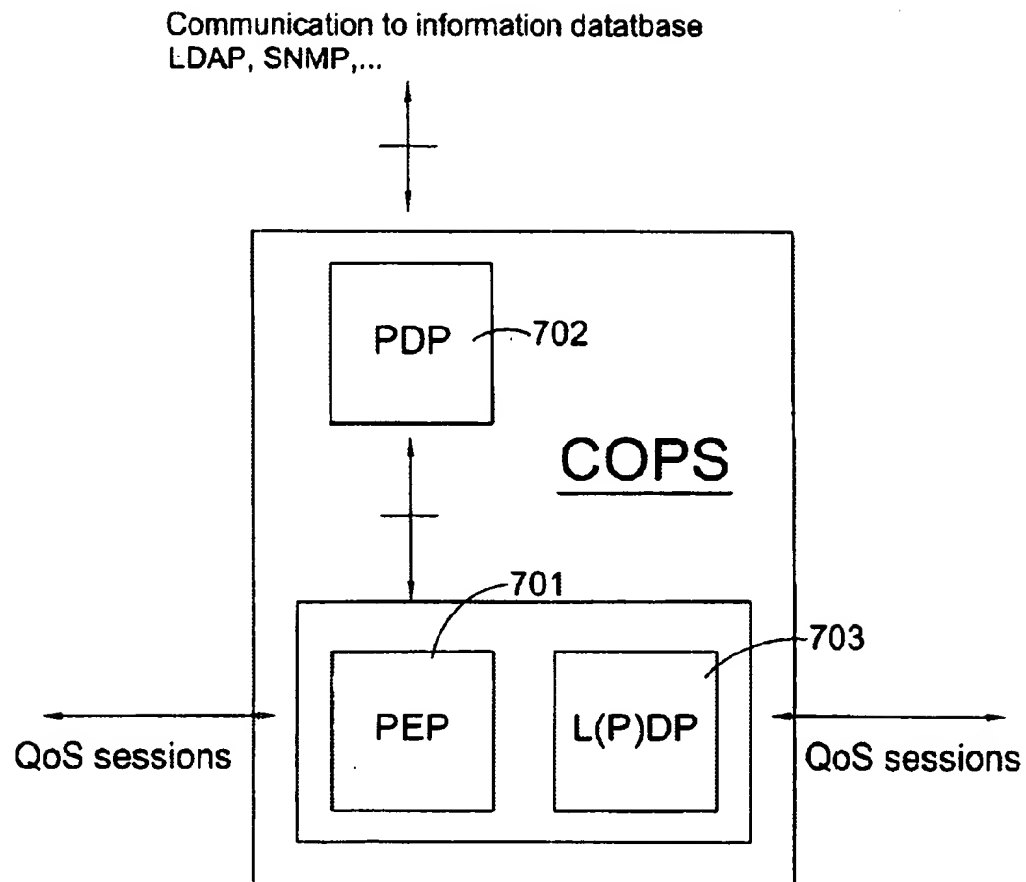 Communication to information datatbase
LDAP, SNMP,...
PDP
702
COPS
701
703
PEP
L(P)DP
QoS sessions
QoS sessions